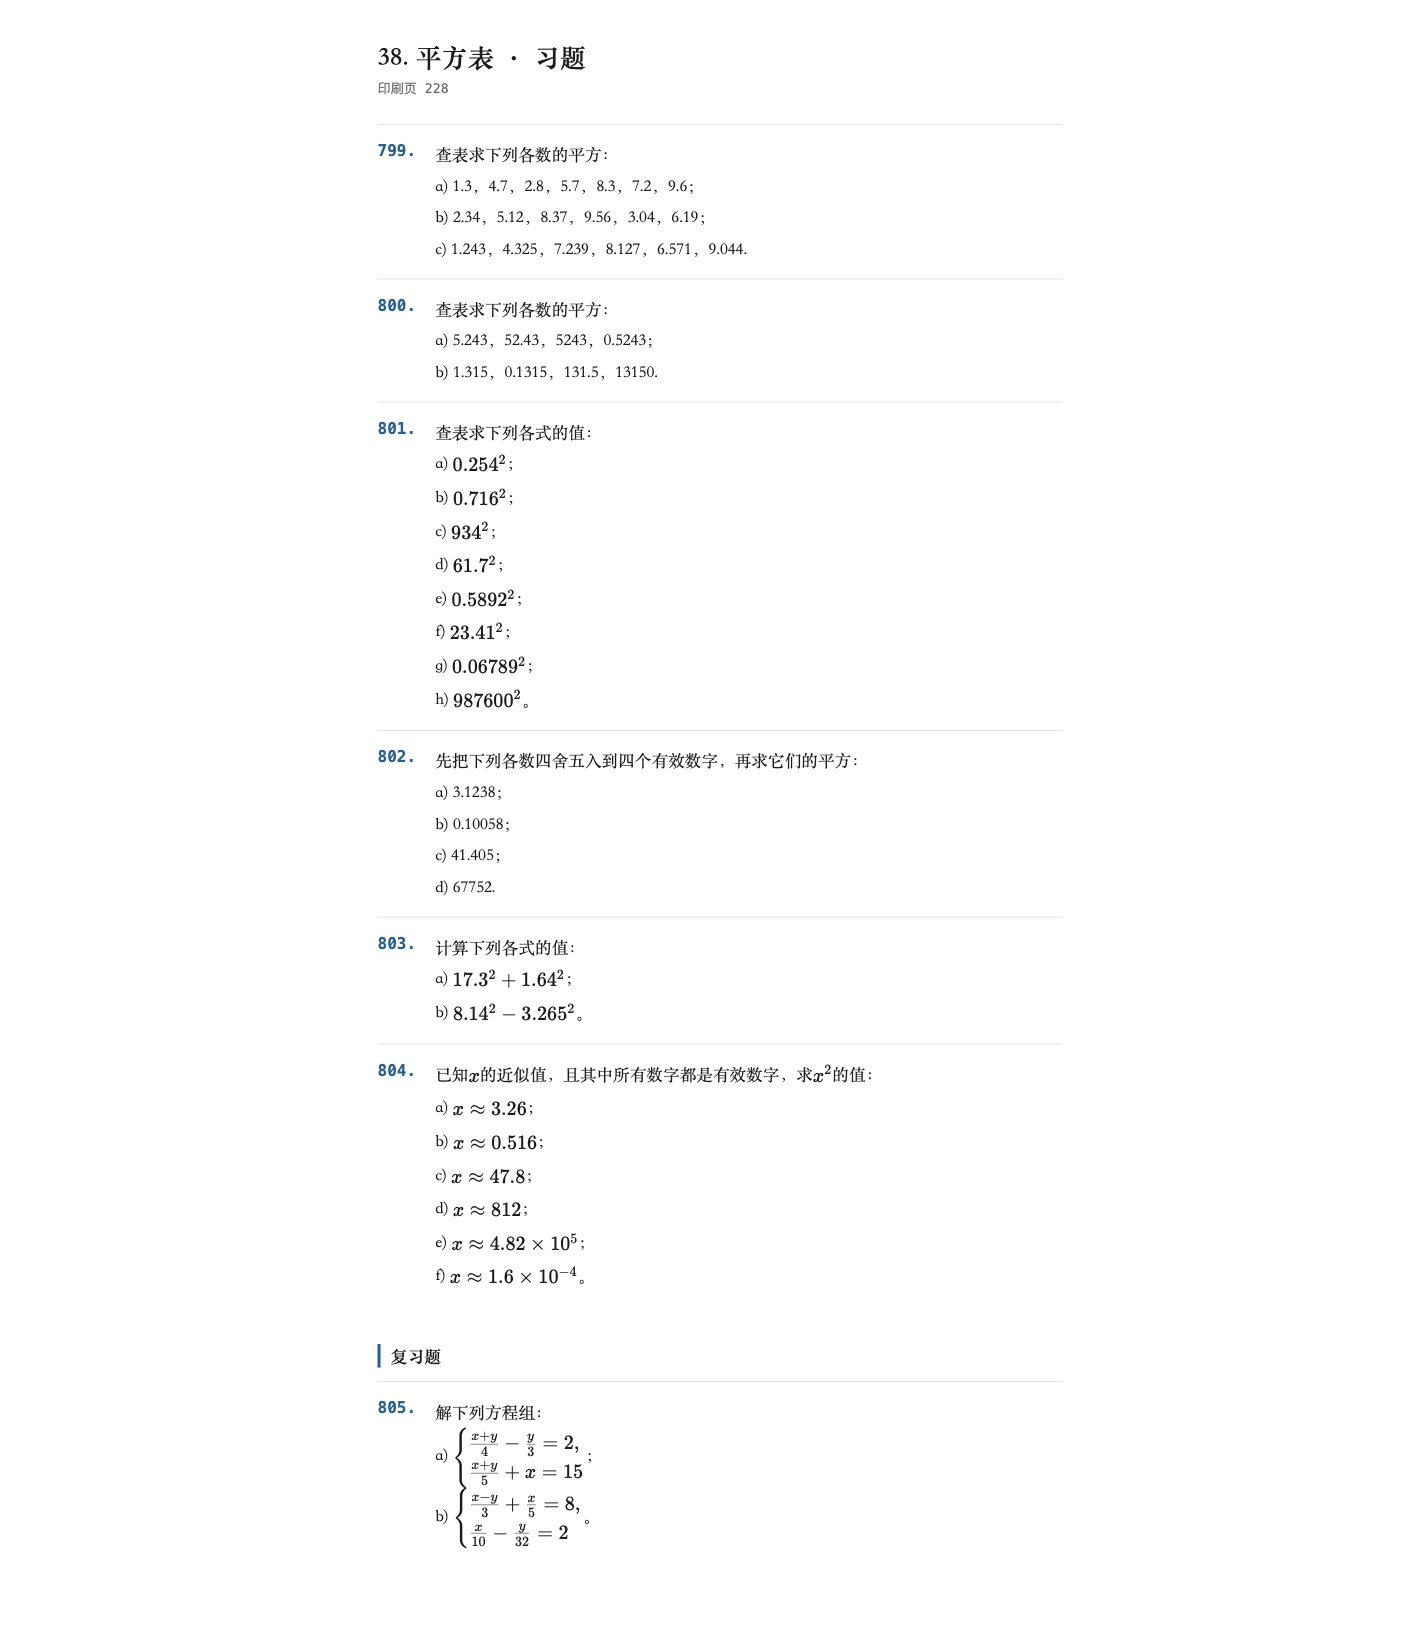 38. 平方表 · 习题
印刷页 228
799. 查表求下列各数的平方：
a) 1.3，4.7，2.8，5.7，8.3，7.2，9.6；
b) 2.34，5.12，8.37，9.56，3.04，6.19；
c) 1.243，4.325，7.239，8.127，6.571，9.044.
800. 查表求下列各数的平方：
a) 5.243，52.43，5243，0.5243；
b) 1.315，0.1315，131.5，13150.
801. 查表求下列各式的值：
a) 0.254²；
b) 0.716²；
c) 934²；
d) 61.7²；
e) 0.5892²；
f) 23.41²；
g) 0.06789²；
h) 987600²。
802. 先把下列各数四舍五入到四个有效数字，再求它们的平方：
a) 3.1238；
b) 0.10058；
c) 41.405；
d) 67752.
803. 计算下列各式的值：
a) 17.3² + 1.64²；
b) 8.14² − 3.265²。
804. 已知x的近似值，且其中所有数字都是有效数字，求x²的值：
a) x ≈ 3.26；
b) x ≈ 0.516；
c) x ≈ 47.8；
d) x ≈ 812；
e) x ≈ 4.82 × 10⁵；
f) x ≈ 1.6 × 10⁻⁴。
复习题
805. 解下列方程组：
a) { (x+y)/4 − y/3 = 2,
(x+y)/5 + x = 15 ；
b) { (x−y)/3 + x/5 = 8,
x/10 − y/32 = 2 。